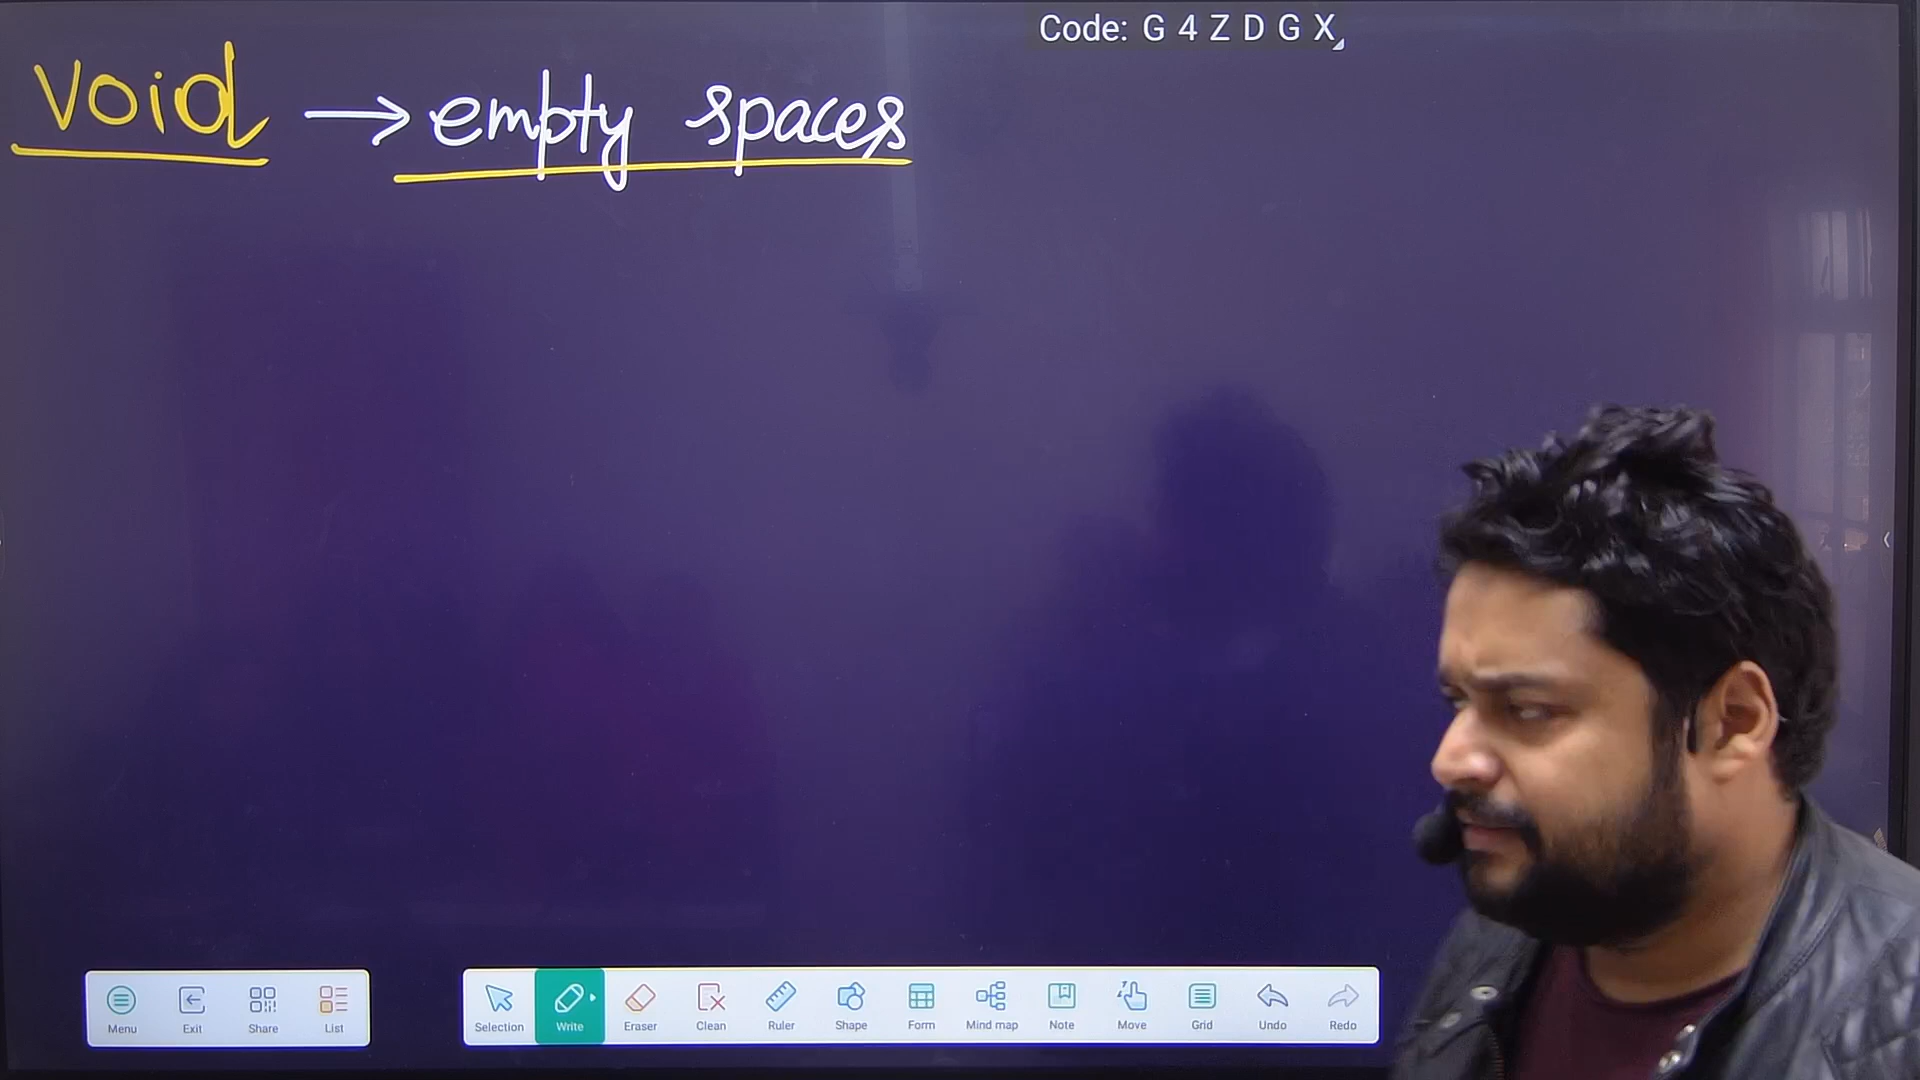 Code: G 4 Z D G X
void → empty spaces
Menu Exit Share List Selection Write Eraser Clean Ruler Shape Form Mind map Note Move Grid Undo Redo